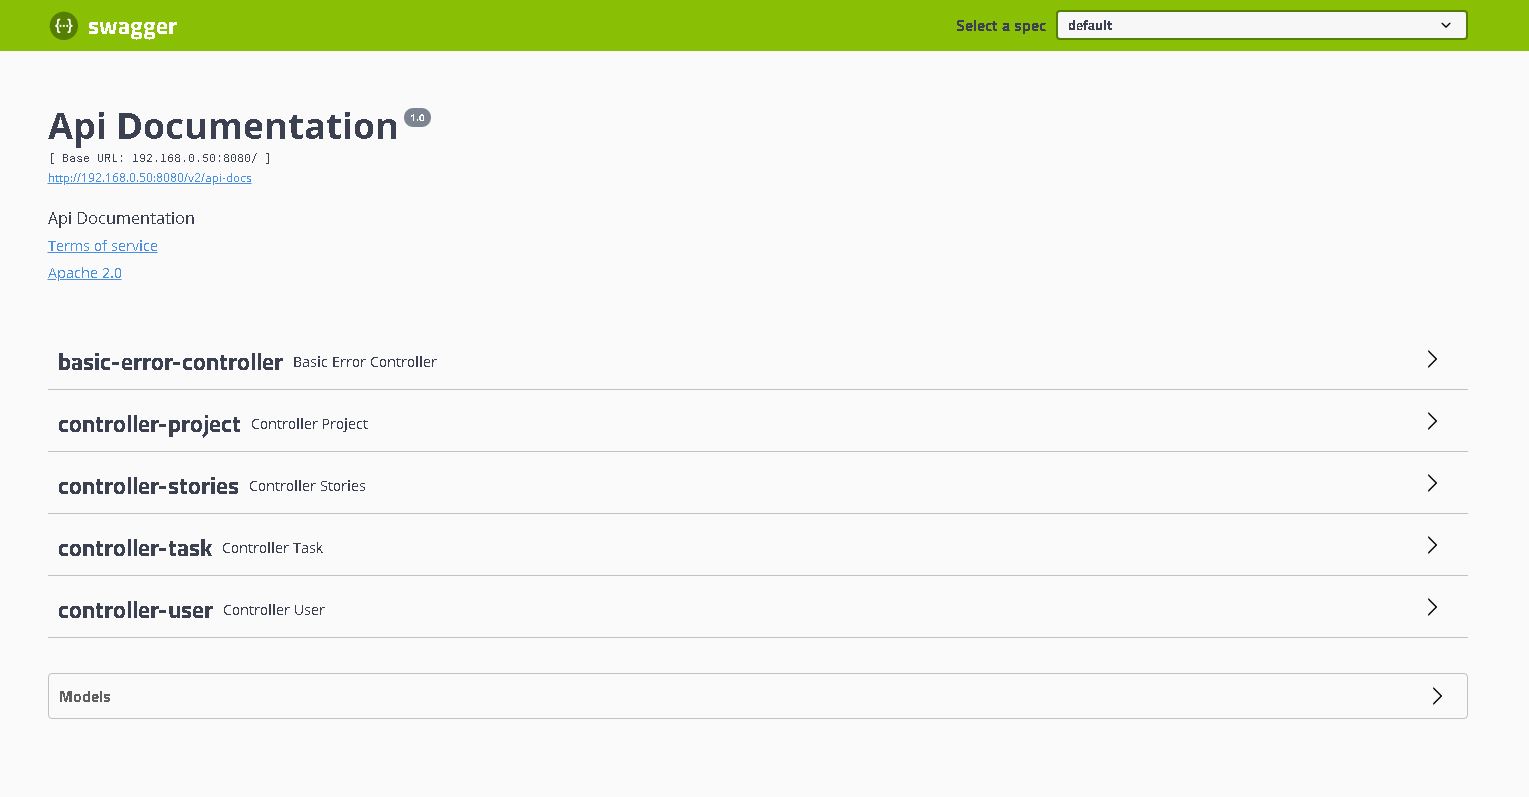 {···} swagger Select a spec default
Api Documentation 1.0
[ Base URL: 192.168.0.50:8080/ ]
http://192.168.0.50:8080/v2/api-docs
Api Documentation
Terms of service
Apache 2.0
basic-error-controller Basic Error Controller
controller-project Controller Project
controller-stories Controller Stories
controller-task Controller Task
controller-user Controller User
Models